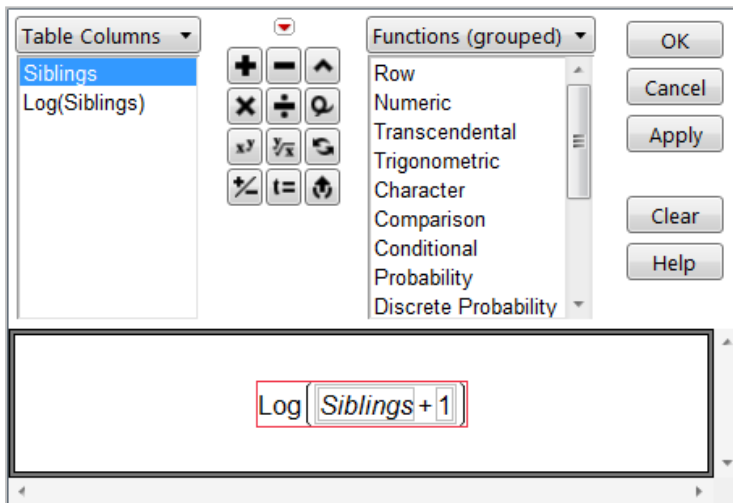 Table Columns
Siblings
Log(Siblings)
x^y
y√x
t=
Functions (grouped)
Row
Numeric
Transcendental
Trigonometric
Character
Comparison
Conditional
Probability
Discrete Probability
OK
Cancel
Apply
Clear
Help
Log(Siblings+1)